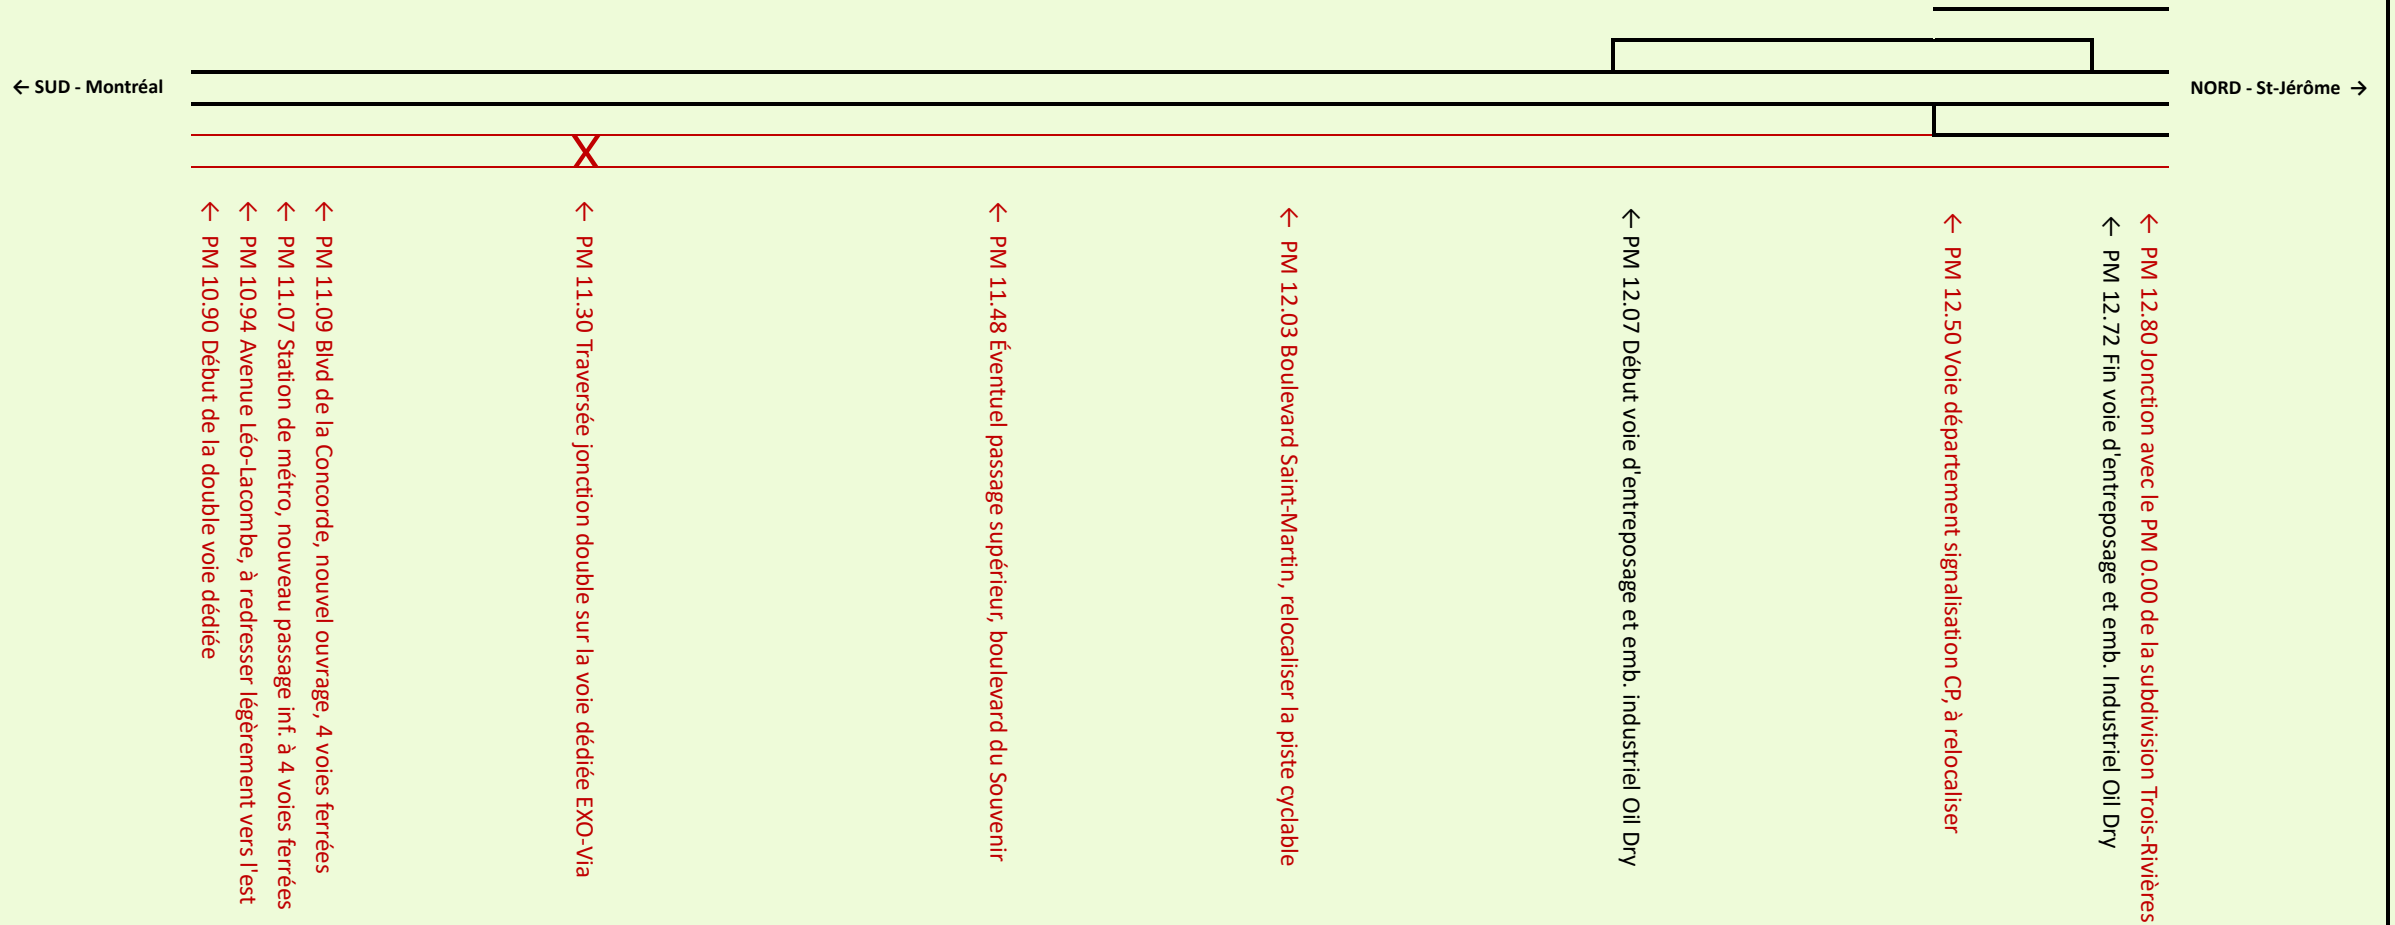 ← SUD - Montréal
NORD - St-Jérôme →
← PM 10.90 Début de la double voie dédiée
← PM 10.94 Avenue Léo-Lacombe, à redresser légèrement vers l'est
← PM 11.07 Station de métro, nouveau passage inf. à 4 voies ferrées
← PM 11.09 Blvd de la Concorde, nouvel ouvrage, 4 voies ferrées
X
← PM 11.30 Traversée jonction double sur la voie dédiée EXO-Via
← PM 11.48 Éventuel passage supérieur, boulevard du Souvenir
← PM 12.03 Boulevard Saint-Martin, relocaliser la piste cyclable
← PM 12.07 Début voie d'entreposage et emb. industriel Oil Dry
← PM 12.50 Voie département signalisation CP, à relocaliser
← PM 12.72 Fin voie d'entreposage et emb. Industriel Oil Dry
← PM 12.80 Jonction avec le PM 0.00 de la subdivision Trois-Rivières